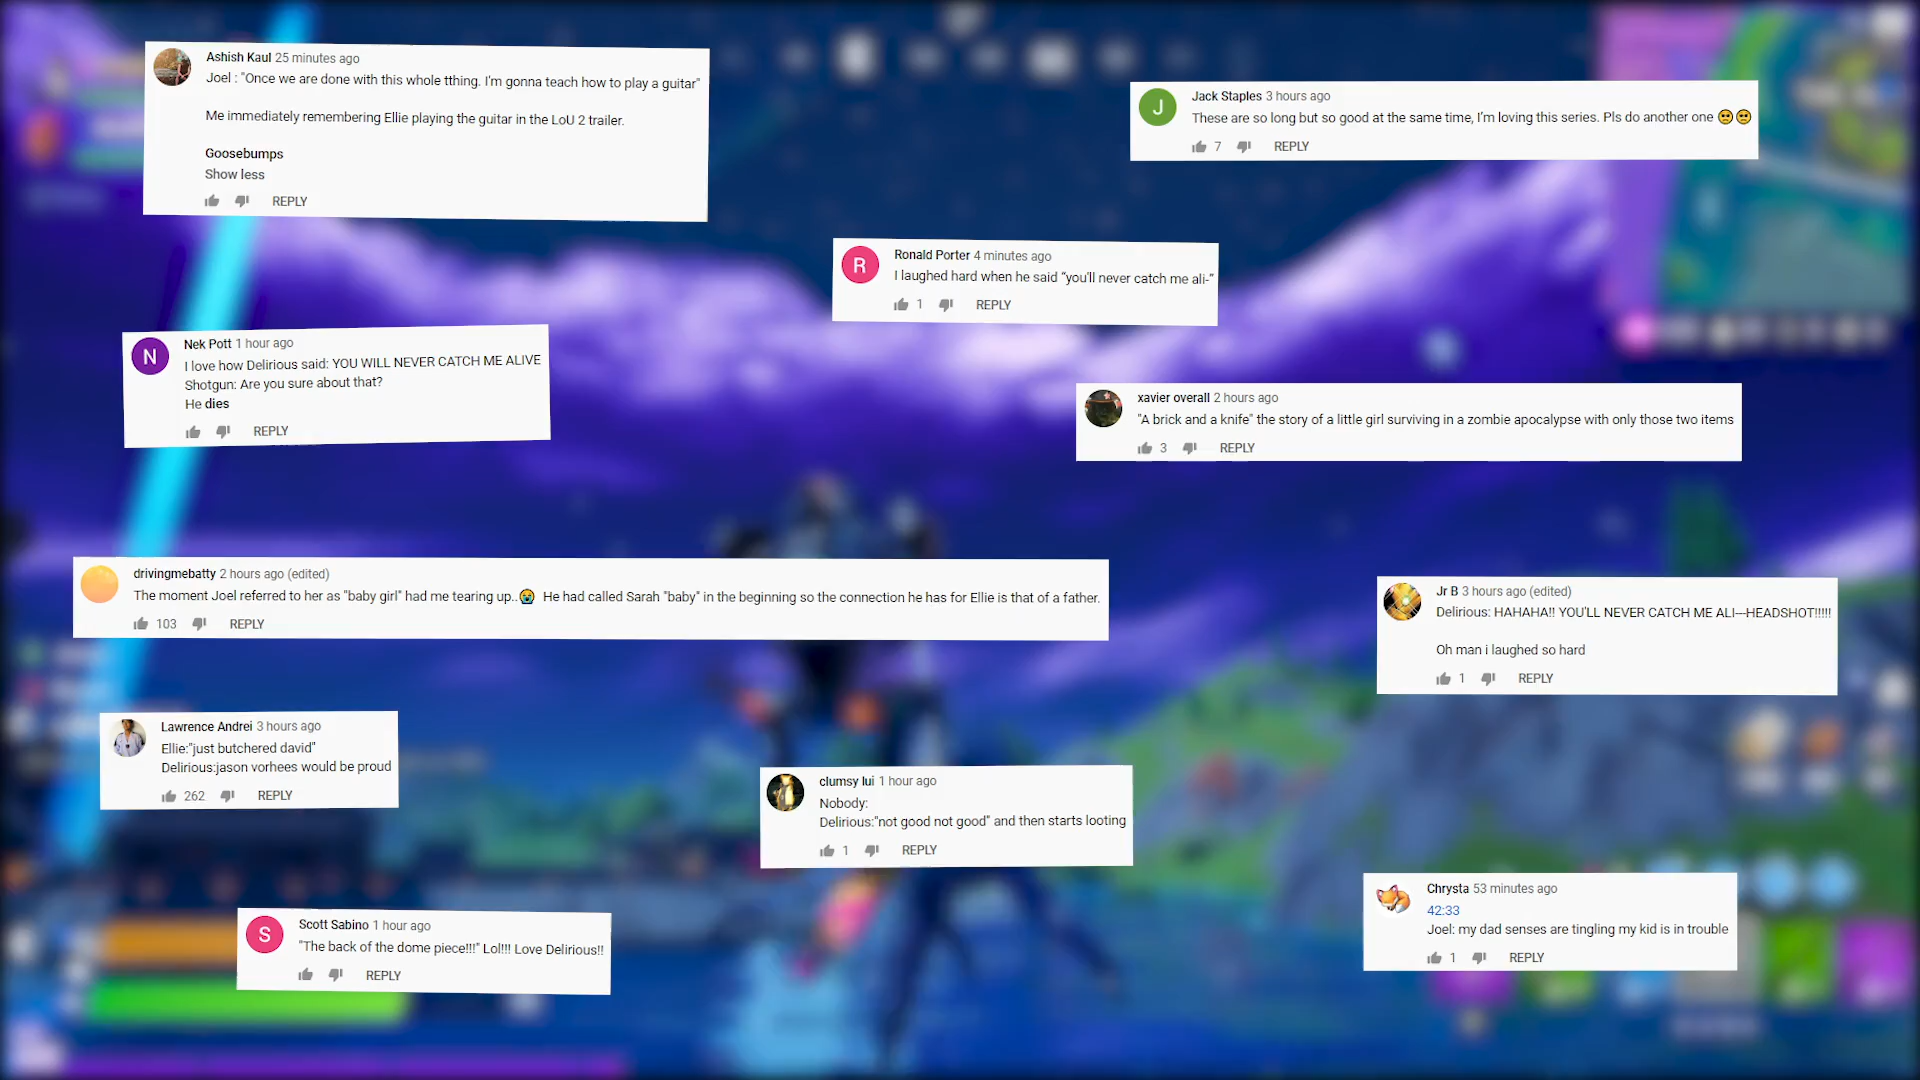 Ashish Kaul 25 minutes ago
Joel : "Once we are done with this whole tthing. I'm gonna teach how to play a guitar"
Me immediately remembering Ellie playing the guitar in the LoU 2 trailer.
Goosebumps
Show less
REPLY
J
Jack Staples 3 hours ago
These are so long but so good at the same time, I'm loving this series. Pls do another one 🥺🥺
7 REPLY
R
Ronald Porter 4 minutes ago
I laughed hard when he said "you'll never catch me ali-"
1 REPLY
N
Nek Pott 1 hour ago
I love how Delirious said: YOU WILL NEVER CATCH ME ALIVE
Shotgun: Are you sure about that?
He dies
REPLY
xavier overall 2 hours ago
"A brick and a knife" the story of a little girl surviving in a zombie apocalypse with only those two items
3 REPLY
drivingmebatty 2 hours ago (edited)
The moment Joel referred to her as "baby girl" had me tearing up..😭 He had called Sarah "baby" in the beginning so the connection he has for Ellie is that of a father.
103 REPLY
Jr B 3 hours ago (edited)
Delirious: HAHAHA!! YOU'LL NEVER CATCH ME ALI---HEADSHOT!!!!!
Oh man i laughed so hard
1 REPLY
Lawrence Andrei 3 hours ago
Ellie:"just butchered david"
Delirious:jason vorhees would be proud
262 REPLY
clumsy lui 1 hour ago
Nobody:
Delirious:"not good not good" and then starts looting
1 REPLY
Chrysta 53 minutes ago
42:33
Joel: my dad senses are tingling my kid is in trouble
1 REPLY
S
Scott Sabino 1 hour ago
"The back of the dome piece!!!" Lol!!! Love Delirious!!
REPLY